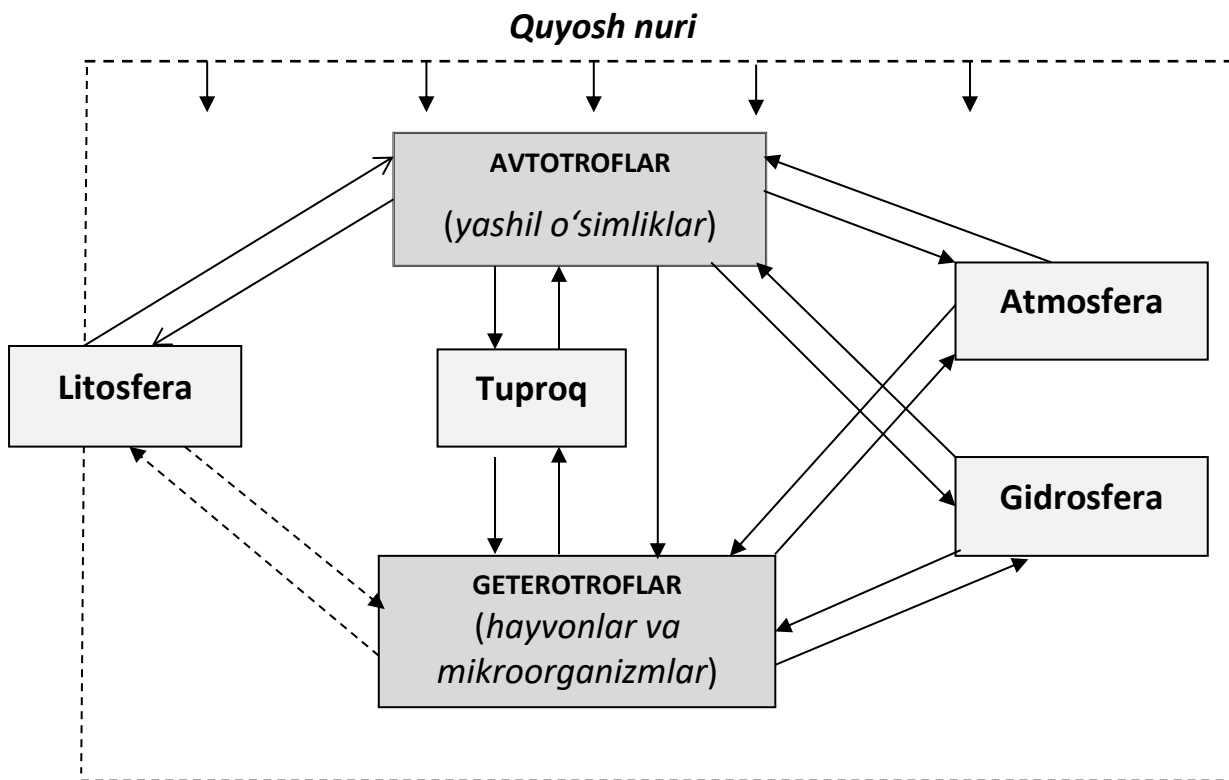 Quyosh nuri
AVTOTROFLAR
(yashil o‘simliklar)
Atmosfera
Litosfera
Tuproq
Gidrosfera
GETEROTROFLAR
(hayvonlar va
mikroorganizmlar)